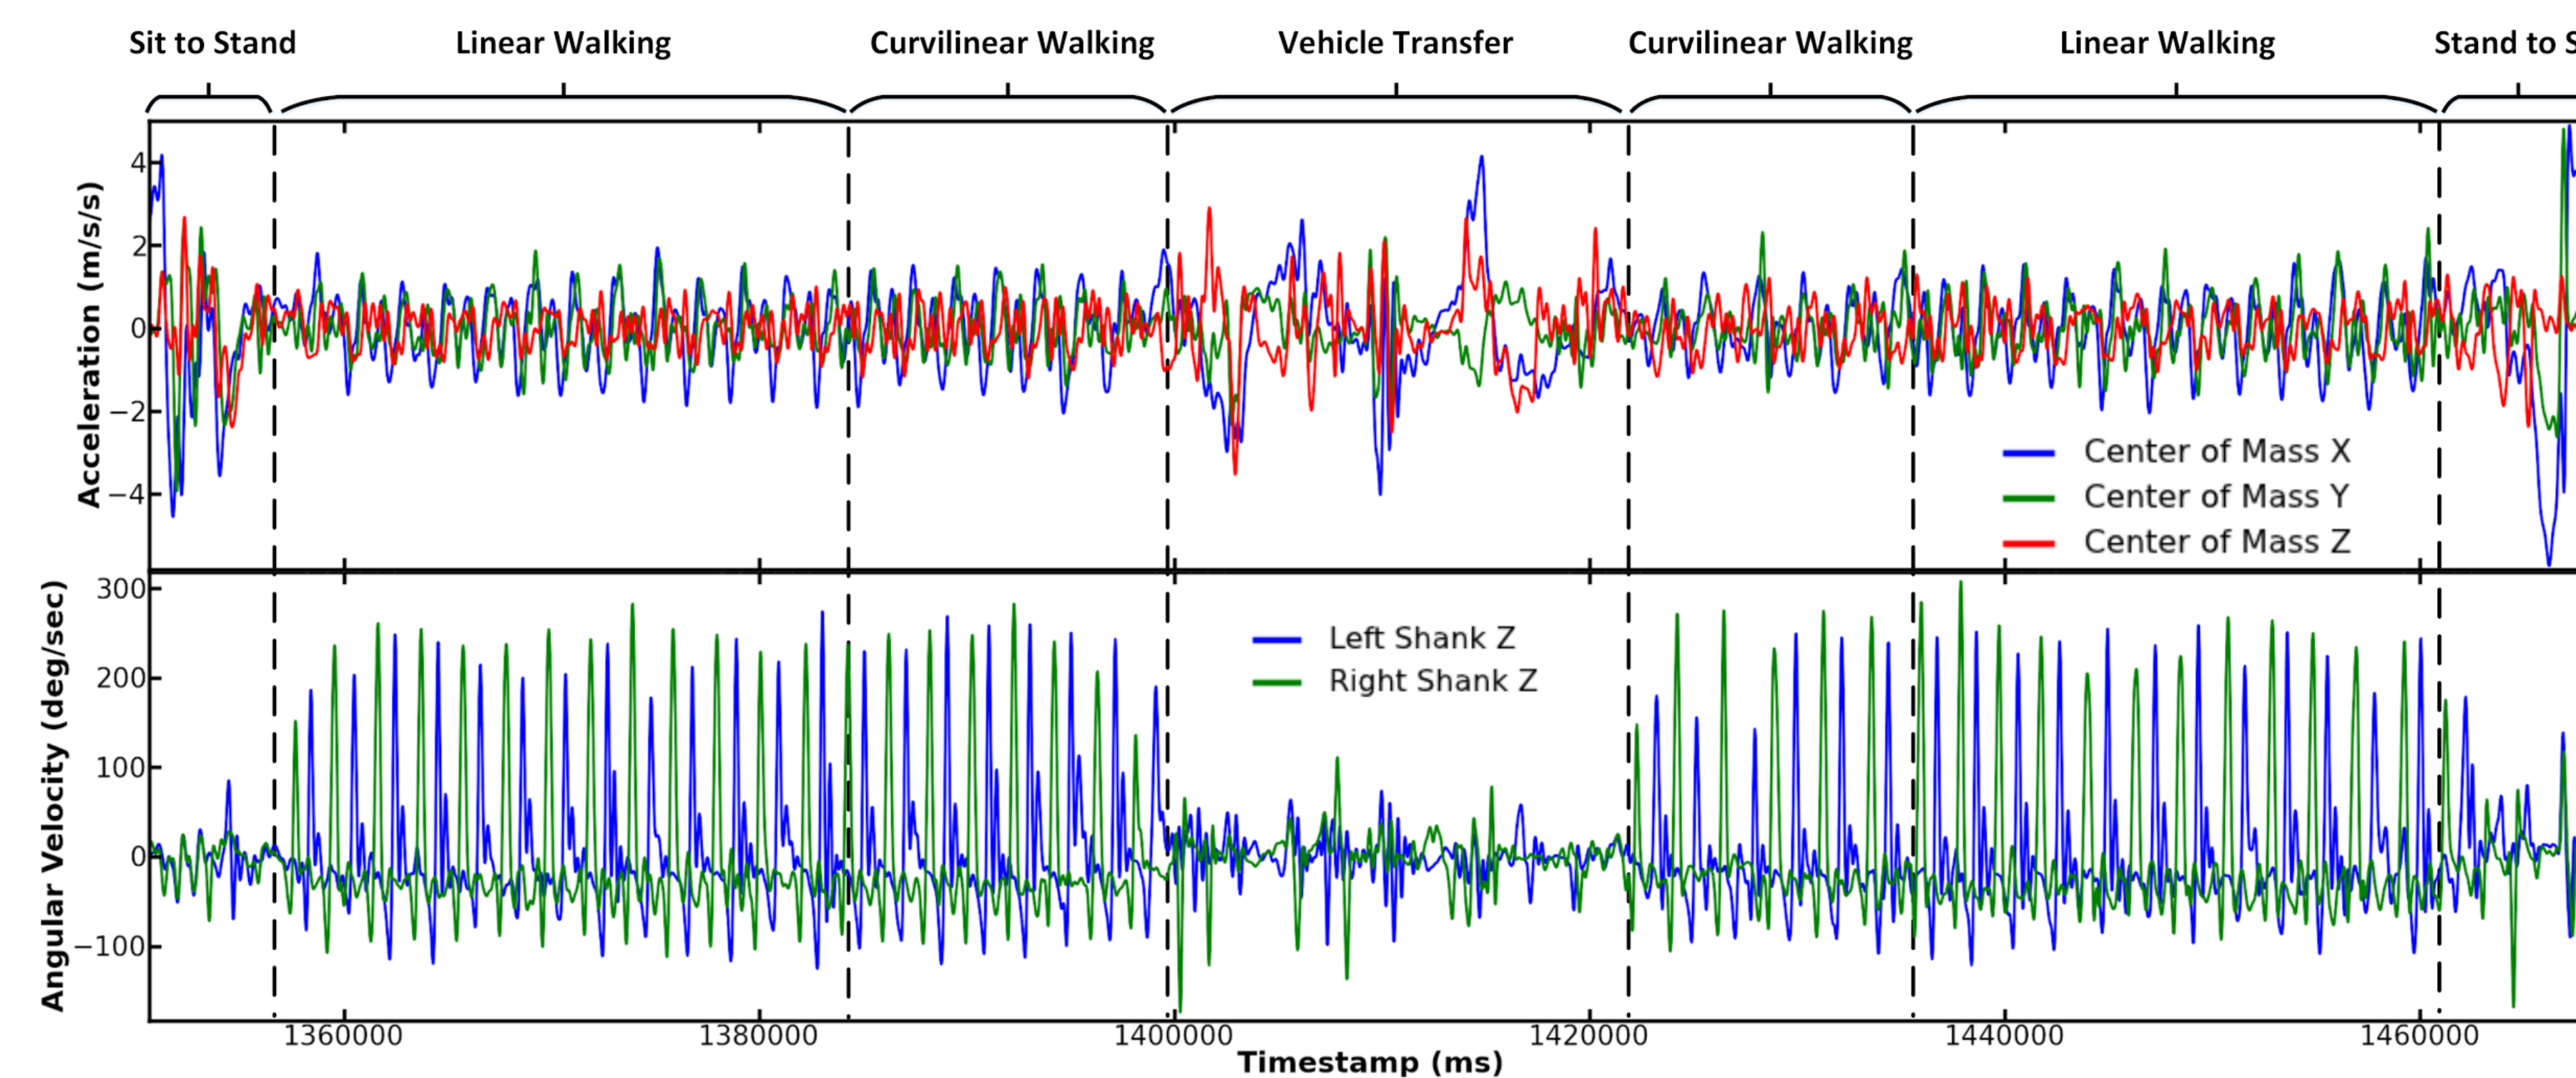 Sit to Stand Linear Walking Curvilinear Walking Vehicle Transfer Curvilinear Walking Linear Walking Stand to S
Acceleration (m/s/s)
4
2
0
−2
−4
Center of Mass X
Center of Mass Y
Center of Mass Z
Angular Velocity (deg/sec)
300
200
100
0
−100
Left Shank Z
Right Shank Z
1360000 1380000 1400000 1420000 1440000 1460000
Timestamp (ms)